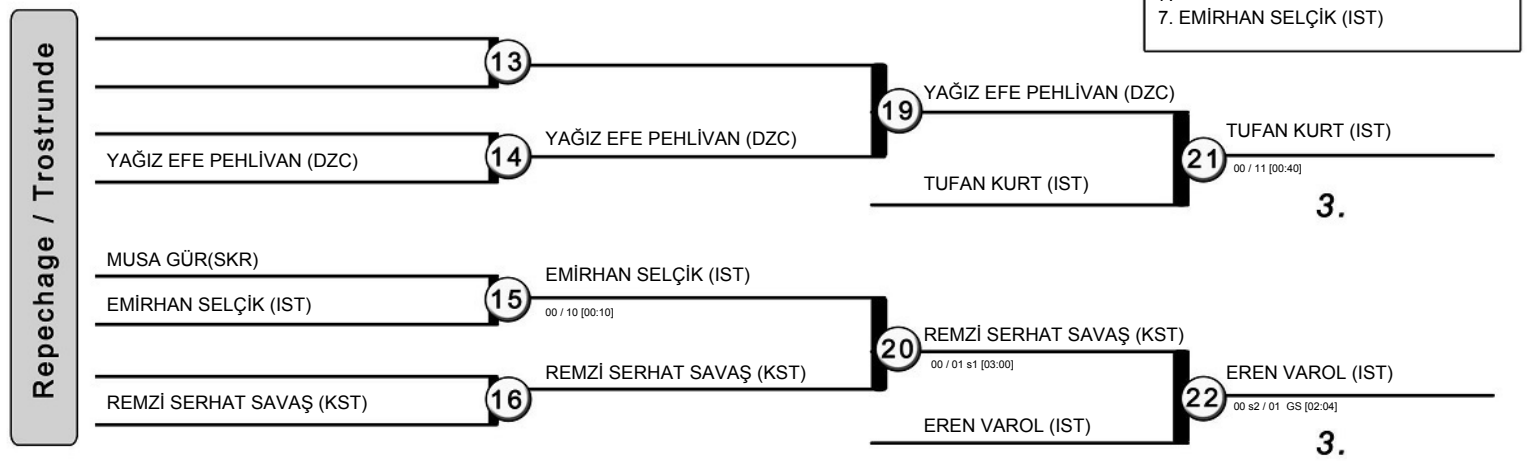 7. EMİRHAN SELÇİK (IST)
Repechage / Trostrunde
13
19
YAĞIZ EFE PEHLİVAN (DZC)
YAĞIZ EFE PEHLİVAN (DZC)
14
YAĞIZ EFE PEHLİVAN (DZC)
TUFAN KURT (IST)
21
TUFAN KURT (IST)
00 / 11 [00:40]
3.
MUSA GÜR(SKR)
EMİRHAN SELÇİK (IST)
15
EMİRHAN SELÇİK (IST)
00 / 10 [00:10]
20
REMZİ SERHAT SAVAŞ (KST)
00 / 01 s1 [03:00]
REMZİ SERHAT SAVAŞ (KST)
16
REMZİ SERHAT SAVAŞ (KST)
EREN VAROL (IST)
22
EREN VAROL (IST)
00 s2 / 01 GS [02:04]
3.